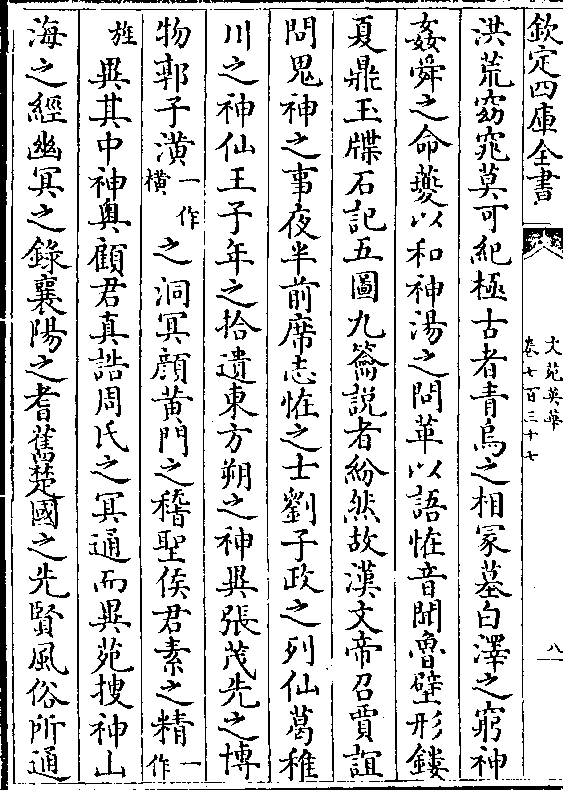 欽定四庫全書
文苑英華
卷七百三十七
八
洪荒窈窕莫可紀極古者青烏之相冢墓白澤之窮神
姦舜之命夔以和神湯之問革以語恠音聞魯壁形鏤
夏鼎玉牒石記五圖九籥説者紛然故漢文帝召賈誼
問鬼神之事夜半前席志恠之士劉子政之列仙葛稚
川之神仙王子年之拾遺東方朔之神異張茂先之博
物郭子潢一作橫之洞冥顔黄門之稽聖侯君素之精一作
旌異其中神奥顧君真誥周氏之冥通而異苑搜神山
海之經幽冥之錄襄陽之耆舊楚國之先賢風俗所通